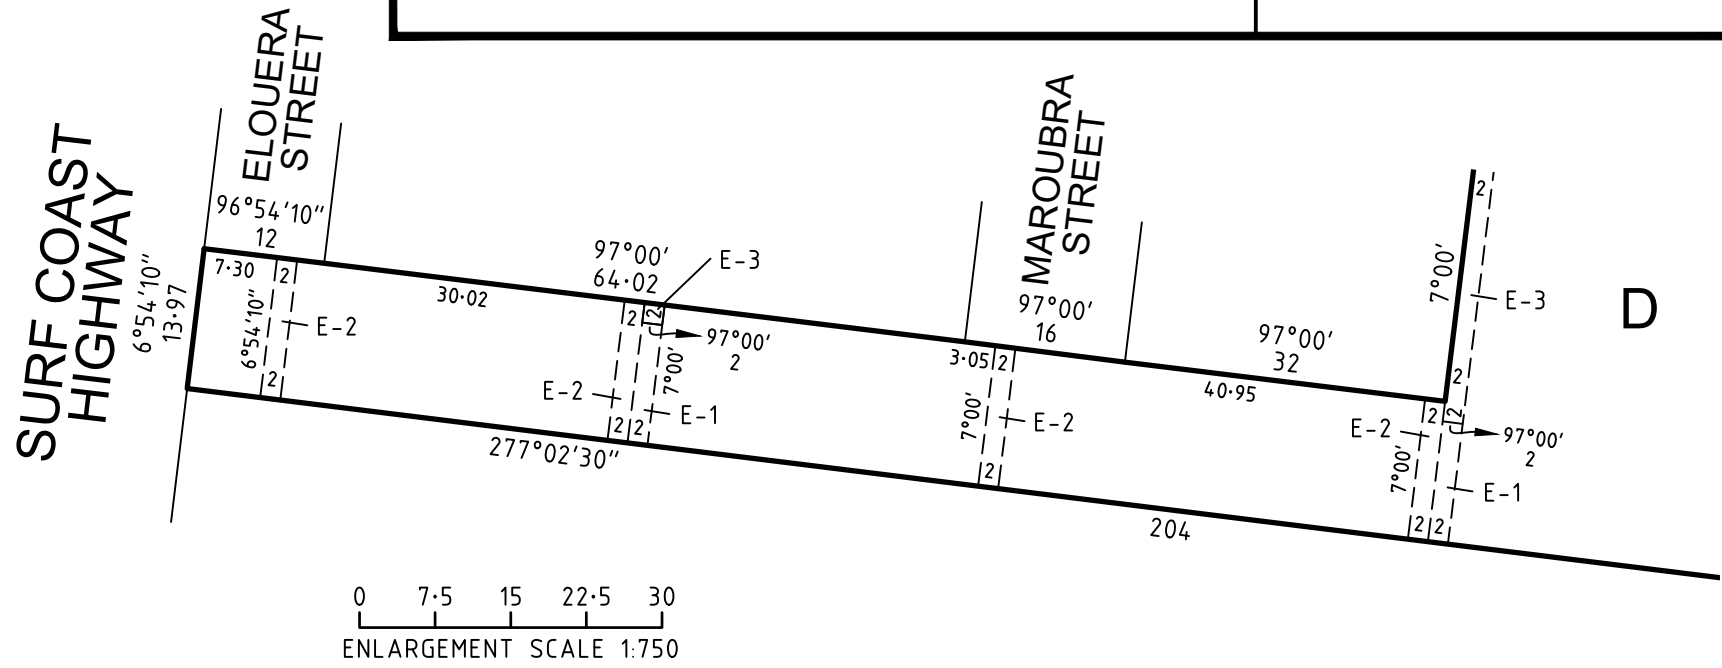 SURF COAST
HIGHWAY
6°54'10"
13·97
ELOUERA
STREET
96°54'10"
12
7·30
2
6°54'10"
2
E-2
30·02
97°00'
64·02
E-3
2
2
97°00'
2
7°00'
E-2
E-1
2
2
277°02'30"
MAROUBRA
STREET
97°00'
16
3·05
2
7°00'
2
E-2
97°00'
32
40·95
2
7°00'
E-3
D
2
2
2
E-2
97°00'
2
7°00'
E-1
2
2
204
0 7·5 15 22·5 30
ENLARGEMENT SCALE 1:750